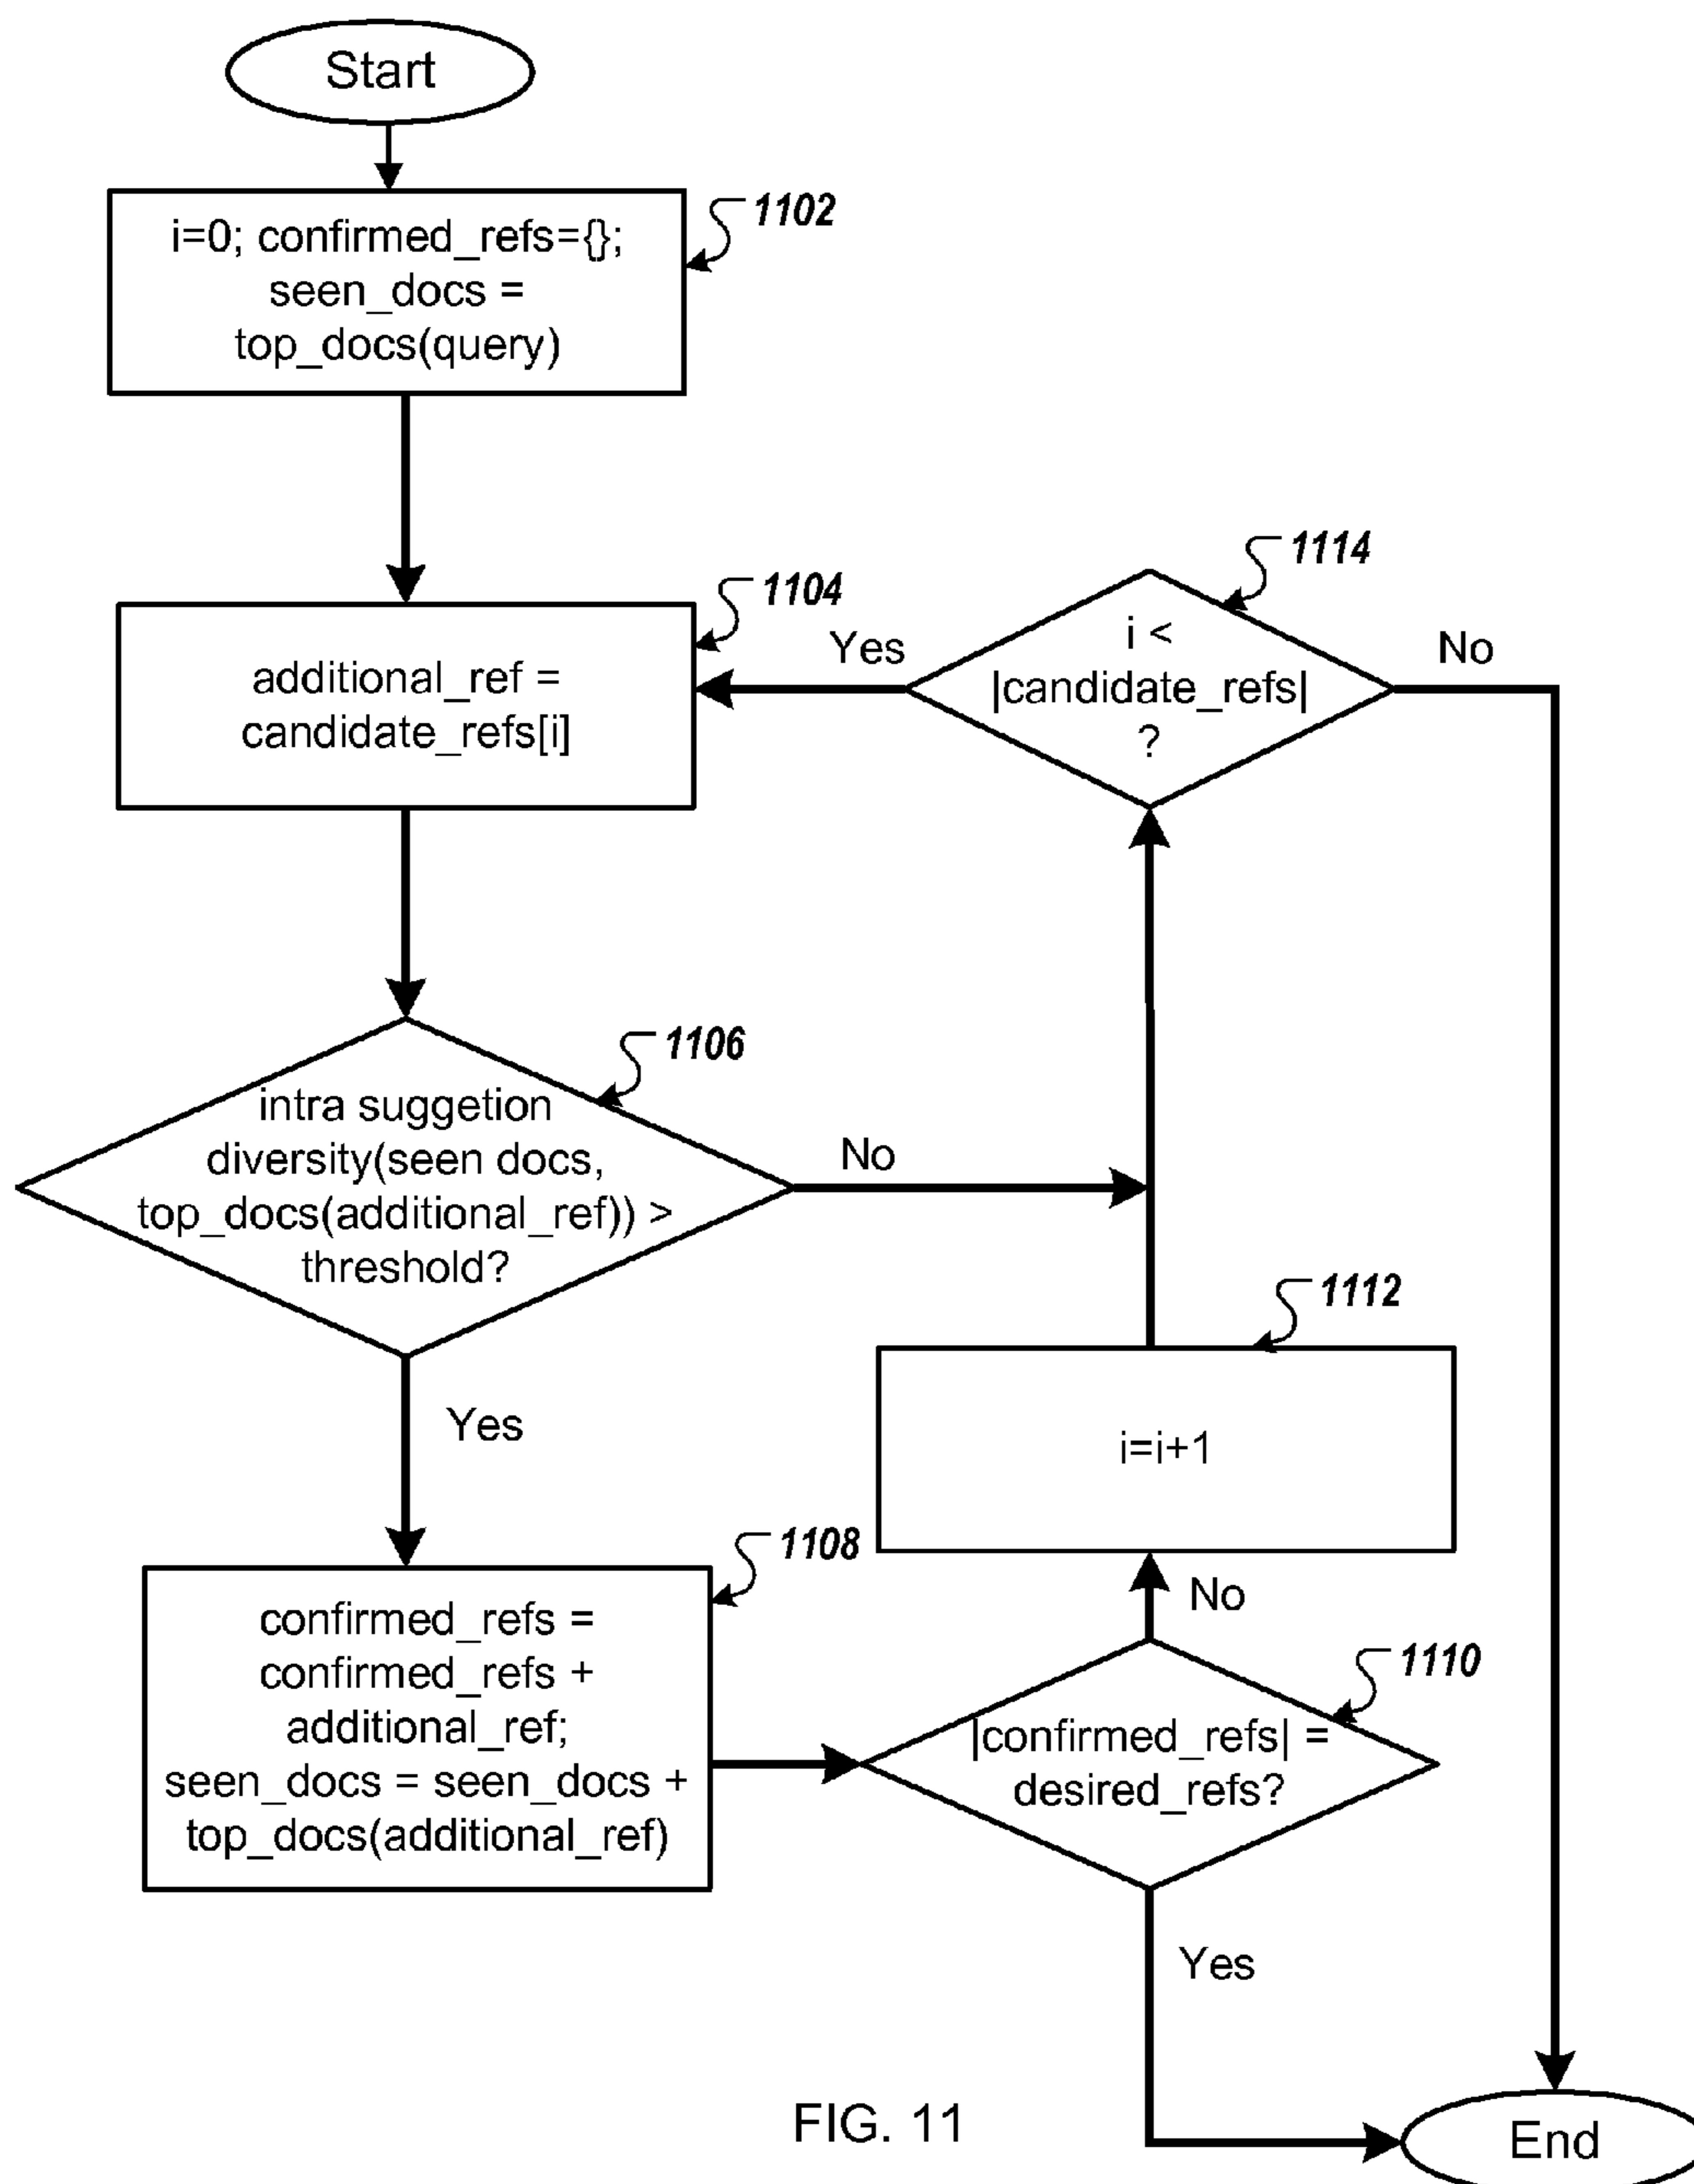 Start
1102
i=0; confirmed_refs={};
seen_docs =
top_docs(query)
1104
additional_ref =
candidate_refs[i]
1114
i <
|candidate_refs|
?
Yes
No
1106
intra suggetion
diversity(seen docs,
top_docs(additional_ref)) >
threshold?
No
Yes
1112
i=i+1
1108
confirmed_refs =
confirmed_refs +
additional_ref;
seen_docs = seen_docs +
top_docs(additional_ref)
No
1110
|confirmed_refs| =
desired_refs?
Yes
End
FIG. 11